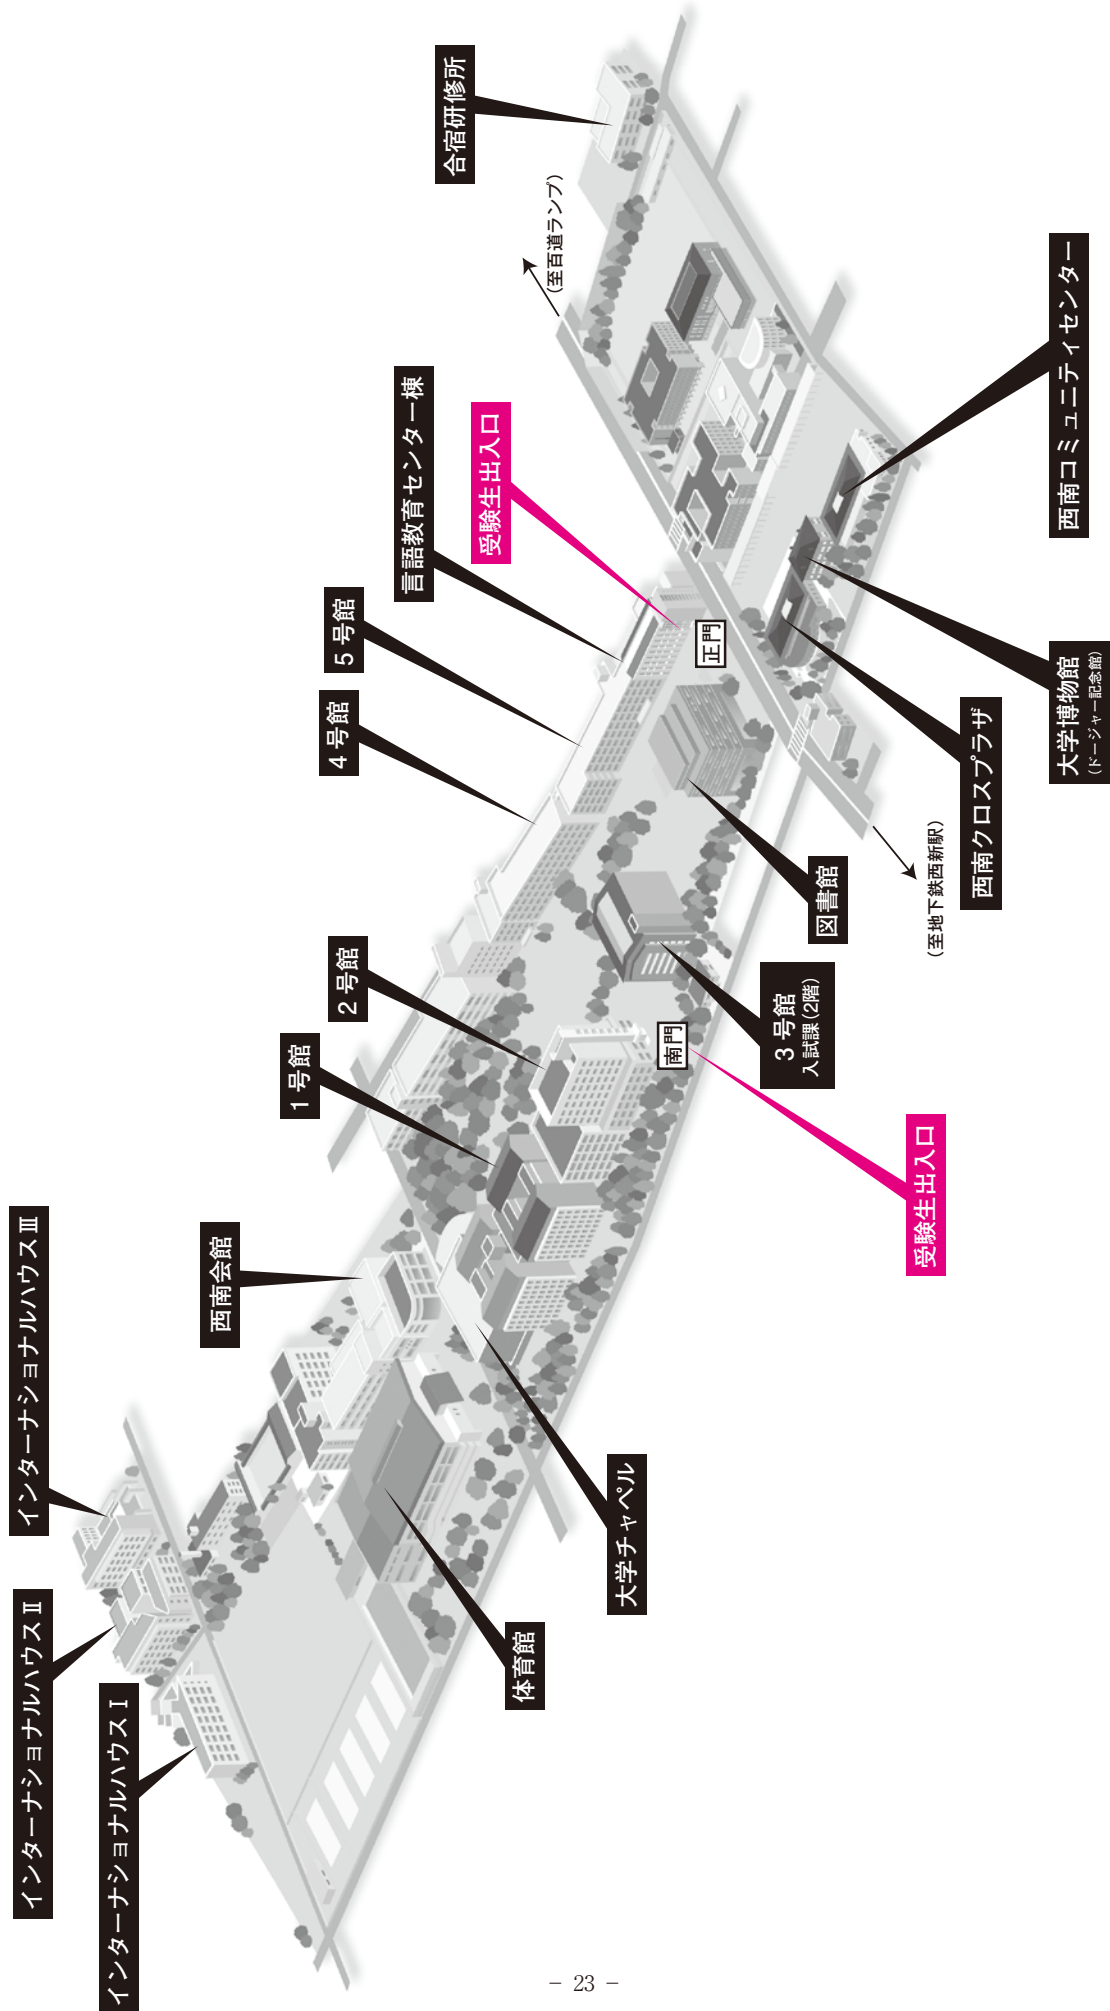 インターナショナルハウスⅢ
インターナショナルハウスⅡ
インターナショナルハウスⅠ
西南会館
1号館
2号館
4号館
5号館
言語教育センター棟
受験生出入口
合宿研修所
(至百道ランプ)
正門
南門
体育館
大学チャペル
受験生出入口
3号館
入試課(2階)
図書館
(至地下鉄西新駅)
西南クロスプラザ
大学博物館
(ドージャー記念館)
西南コミュニティセンター
− 23 −